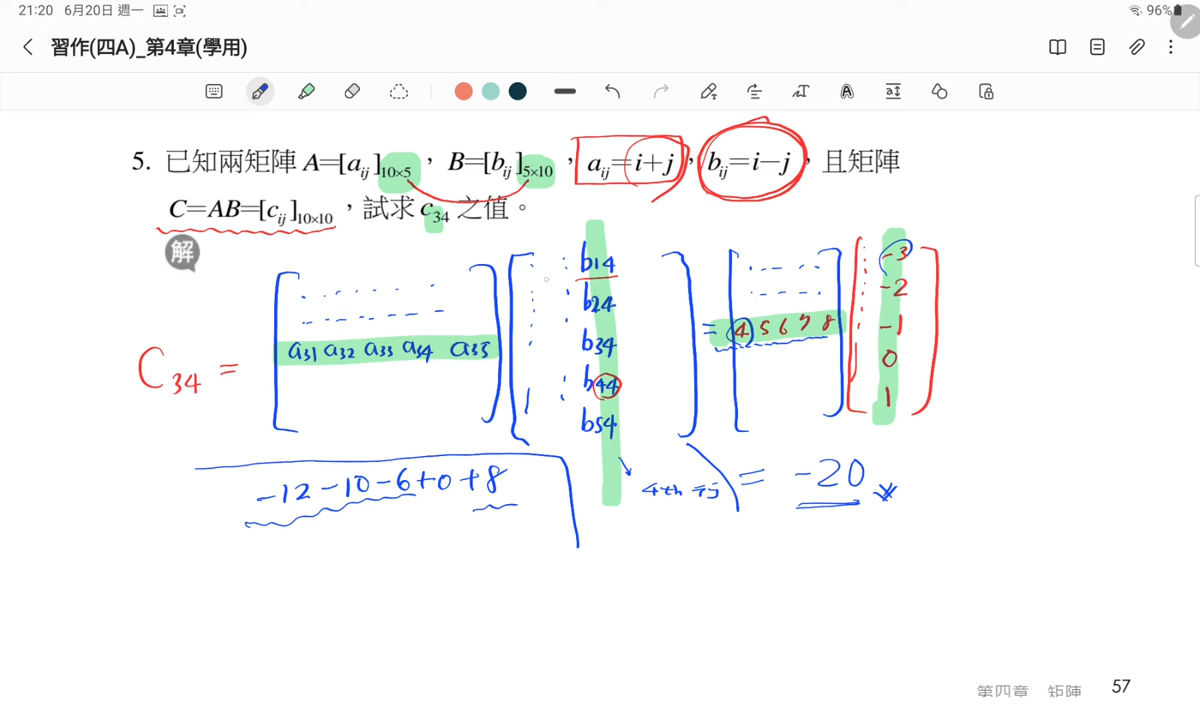 21:20 6月20日 週一 96%
習作(四A)_第4章(學用)
5. 已知兩矩陣 A=[aij]10×5，B=[bij]5×10，aij=i+j，bij=i−j，且矩陣
C=AB=[cij]10×10，試求 c34 之值。
解
b14 -3
b24 -2
a31 a32 a33 a34 a35 b34 = 4 5 6 7 8 -1
C34 = b44 0
b54 1
-12-10-6+0+8 4th 行 = -20
第四章 矩陣 57